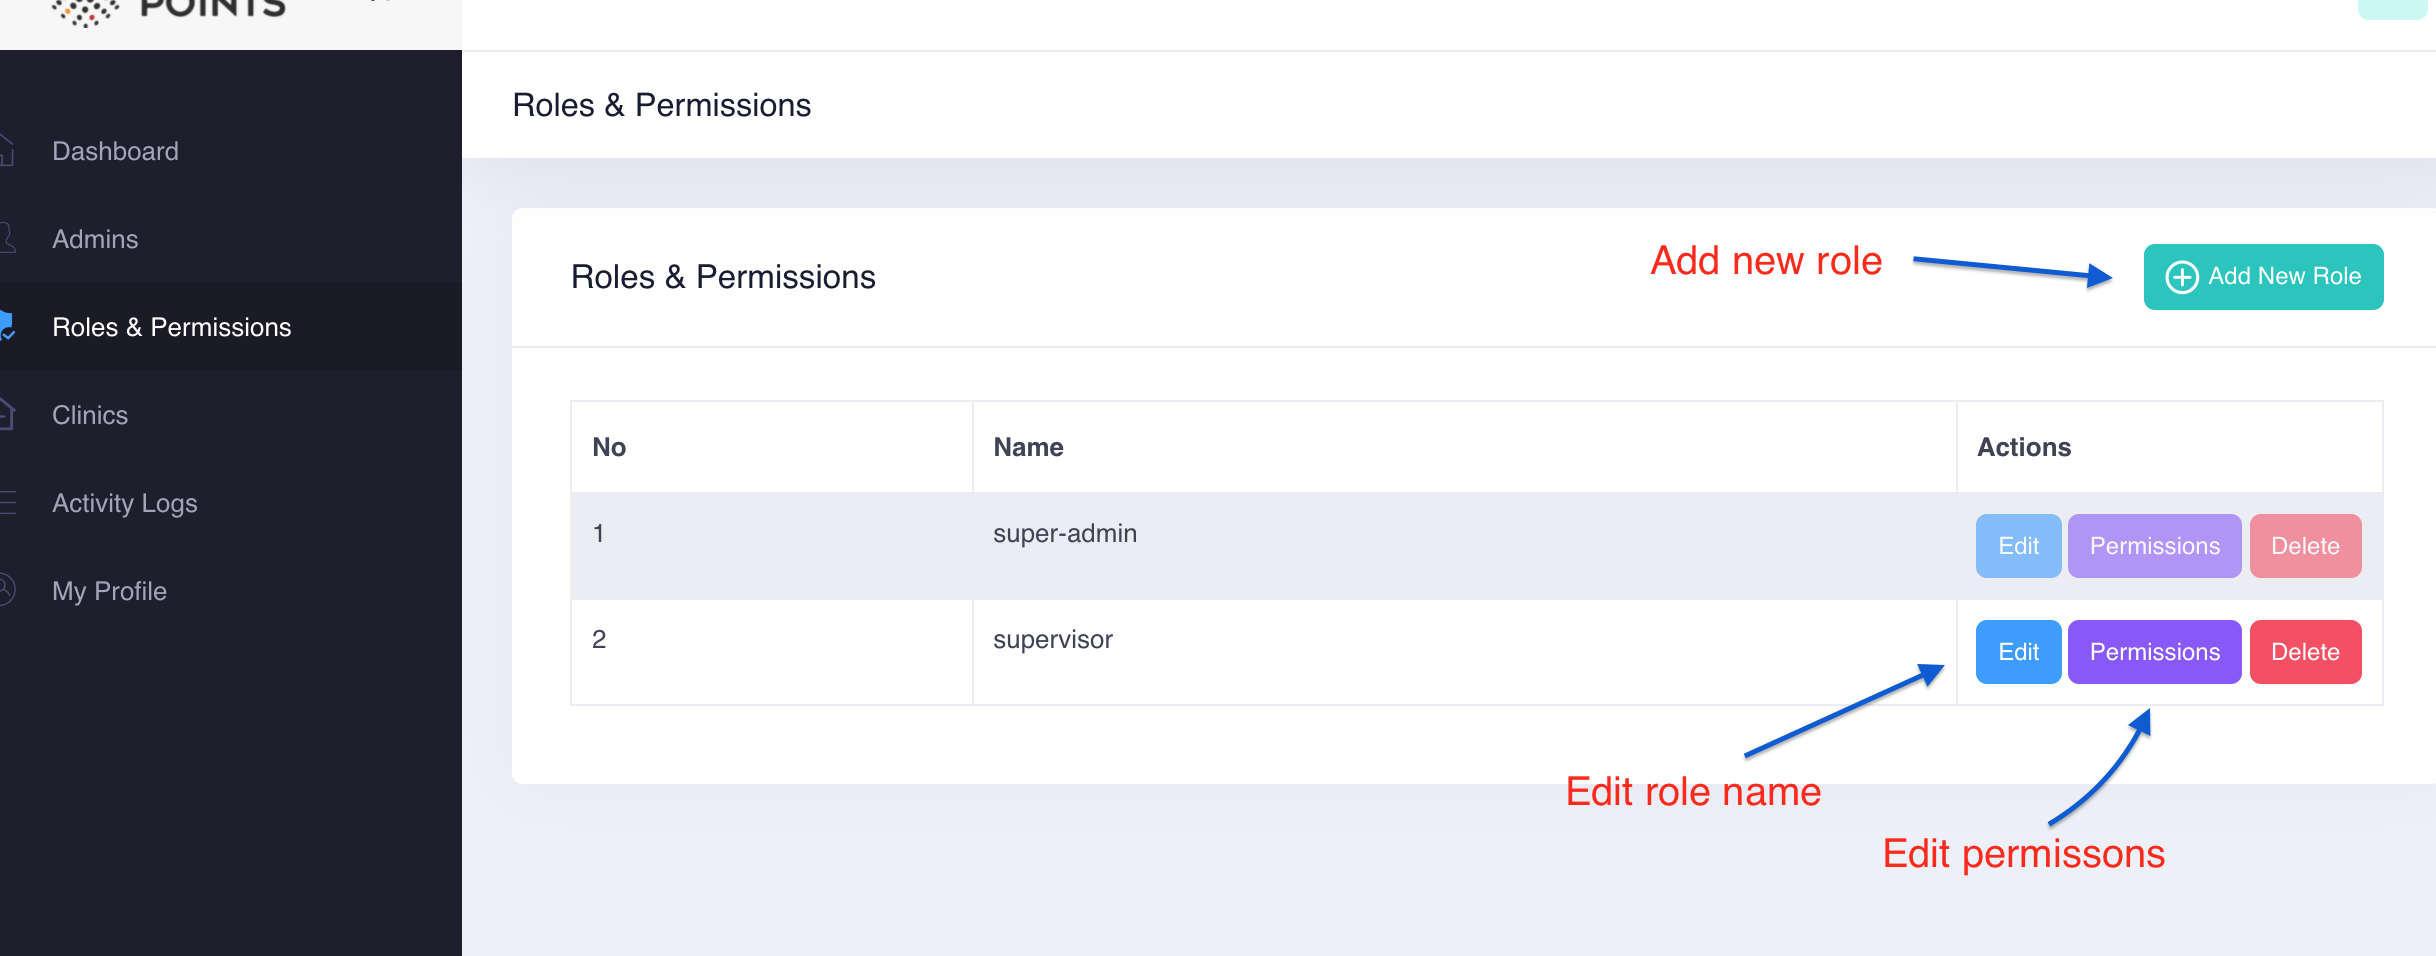 POINTS
Roles & Permissions
Dashboard
Admins
Roles & Permissions
Clinics
Activity Logs
My Profile
Roles & Permissions
Add new role
Add New Role
No Name Actions
1 super-admin Edit Permissions Delete
2 supervisor Edit Permissions Delete
Edit role name
Edit permissons